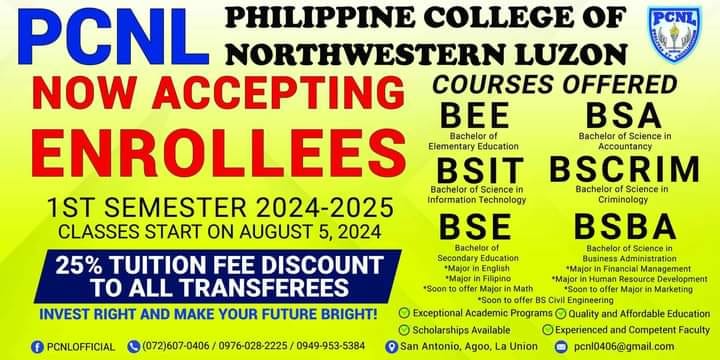 PCNL
PHILIPPINE COLLEGE OF
NORTHWESTERN LUZON
PCNL
NOW ACCEPTING
ENROLLEES
1ST SEMESTER 2024-2025
CLASSES START ON AUGUST 5, 2024
25% TUITION FEE DISCOUNT
TO ALL TRANSFEREES
INVEST RIGHT AND MAKE YOUR FUTURE BRIGHT!
COURSES OFFERED
BEE
Bachelor of
Elementary Education
BSA
Bachelor of Science in
Accountancy
BSIT
Bachelor of Science in
Information Technology
BSCRIM
Bachelor of Science in
Criminology
BSE
Bachelor of
Secondary Education
*Major in English
*Major in Filipino
*Soon to offer Major in Math
BSBA
Bachelor of Science in
Business Administration
*Major in Financial Management
*Major in Human Resource Development
*Soon to offer Major in Marketing
*Soon to offer BS Civil Engineering
Exceptional Academic Programs
Quality and Affordable Education
Scholarships Available
Experienced and Competent Faculty
PCNLOFFICIAL
(072)607-0406 / 0976-028-2225 / 0949-953-5384
San Antonio, Agoo, La Union
pcnl0406@gmail.com